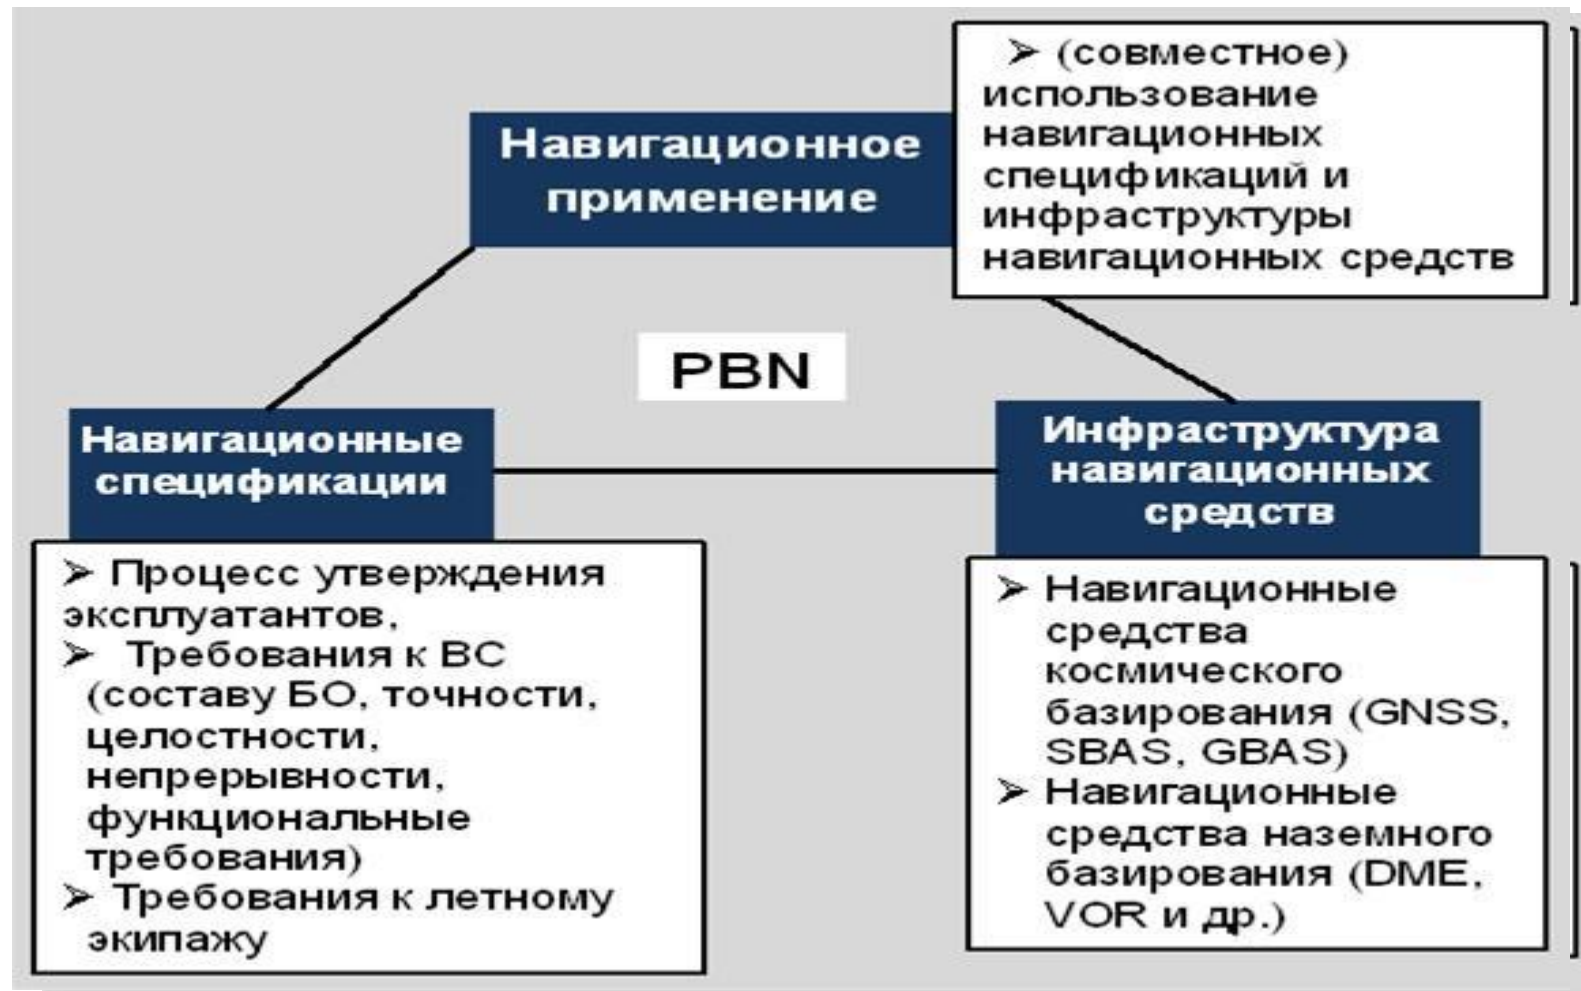 Навигационное
применение
➢ (совместное)
использование
навигационных
спецификаций и
инфраструктуры
навигационных средств
PBN
Навигационные
спецификации
➢ Процесс утверждения
эксплуатантов,
➢ Требования к ВС
(составу БО, точности,
целостности,
непрерывности,
функциональные
требования)
➢ Требования к летному
экипажу
Инфраструктура
навигационных
средств
➢ Навигационные
средства
космического
базирования (GNSS,
SBAS, GBAS)
➢ Навигационные
средства наземного
базирования (DME,
VOR и др.)